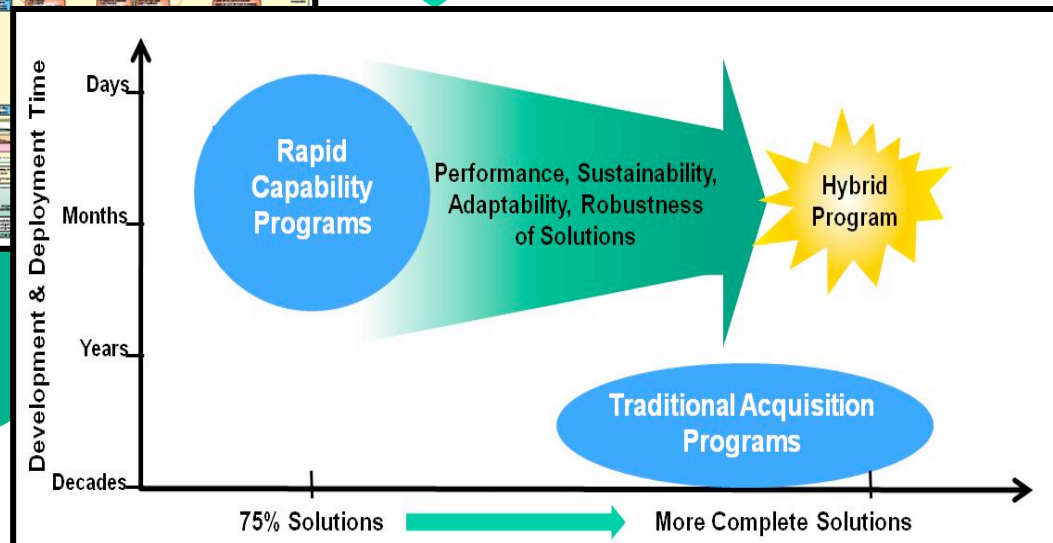 Development & Deployment Time
Days
Months
Years
Decades
Rapid
Capability
Programs
Performance, Sustainability,
Adaptability, Robustness
of Solutions
Hybrid
Program
Traditional Acquisition
Programs
75% Solutions
More Complete Solutions